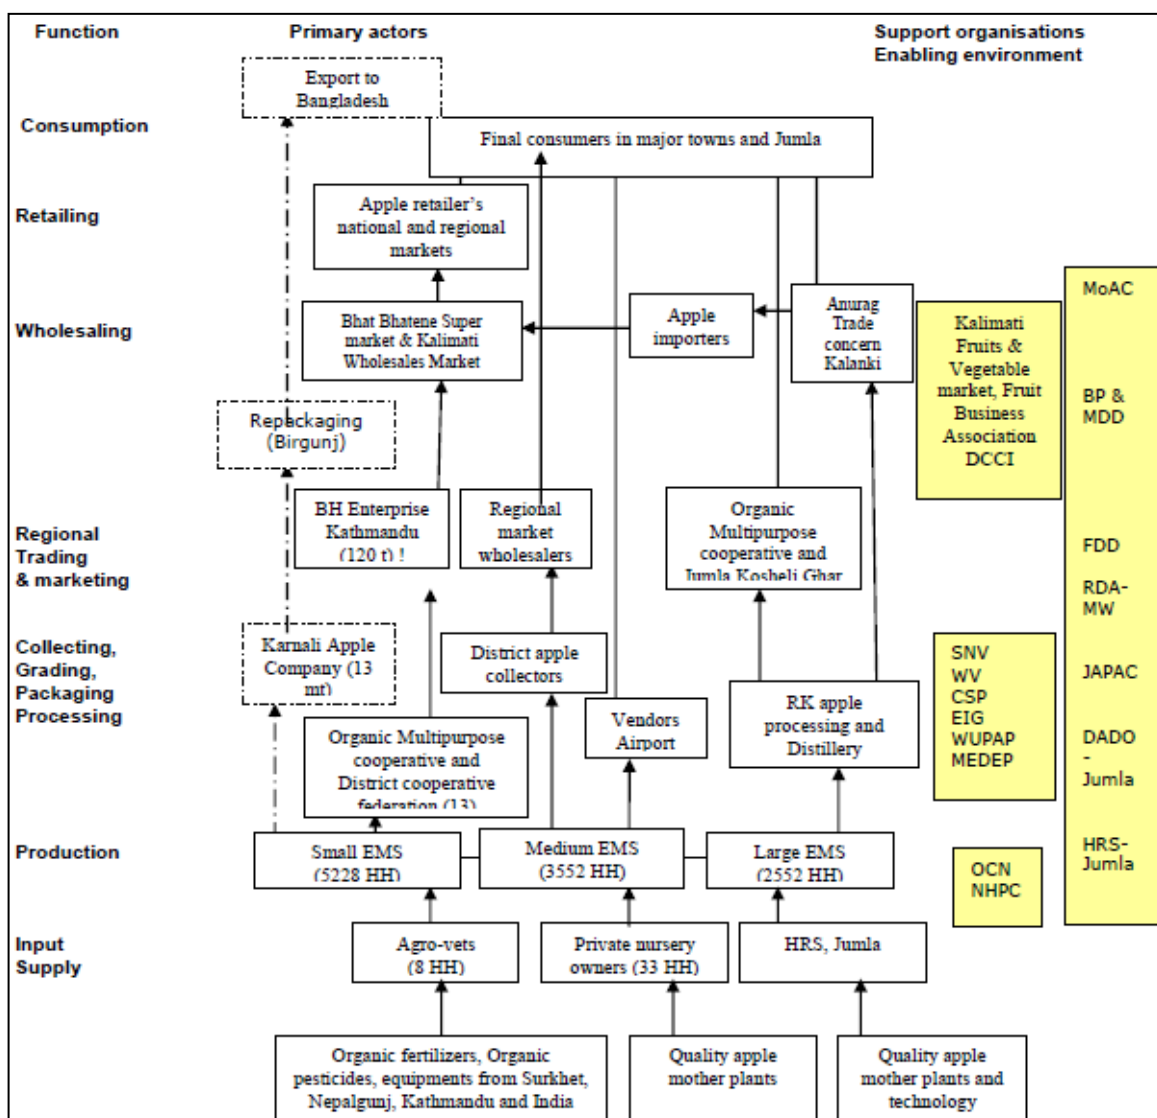 Function
Primary actors
Support organisations
Enabling environment
Export to
Bangladesh
Consumption
Final consumers in major towns and Jumla
Retailing
Apple retailer's
national and regional
markets
Wholesaling
Bhat Bhatene Super
market & Kalimati
Wholesales Market
Apple
importers
Anurag
Trade
concern
Kalanki
Kalimati
Fruits &
Vegetable
market, Fruit
Business
Association
DCCI
MoAC
BP &
MDD
FDD
RDA-
MW
JAPAC
DADO
-
Jumla
HRS-
Jumla
Repackaging
(Birgunj)
Regional
Trading
& marketing
BH Enterprise
Kathmandu
(120 t) !
Regional
market
wholesalers
Organic
Multipurpose
cooperative and
Jumla Kosheli Ghar
Collecting,
Grading,
Packaging
Processing
Karnali Apple
Company (13
mt)
District apple
collectors
Organic Multipurpose
cooperative and
District cooperative
federation (13)
Vendors
Airport
RK apple
processing and
Distillery
SNV
WV
CSP
EIG
WUPAP
MEDEP
Production
Small EMS
(5228 HH)
Medium EMS
(3552 HH)
Large EMS
(2552 HH)
OCN
NHPC
Input
Supply
Agro-vets
(8 HH)
Private nursery
owners (33 HH)
HRS, Jumla
Organic fertilizers, Organic
pesticides, equipments from Surkhet,
Nepalgunj, Kathmandu and India
Quality apple
mother plants
Quality apple
mother plants and
technology